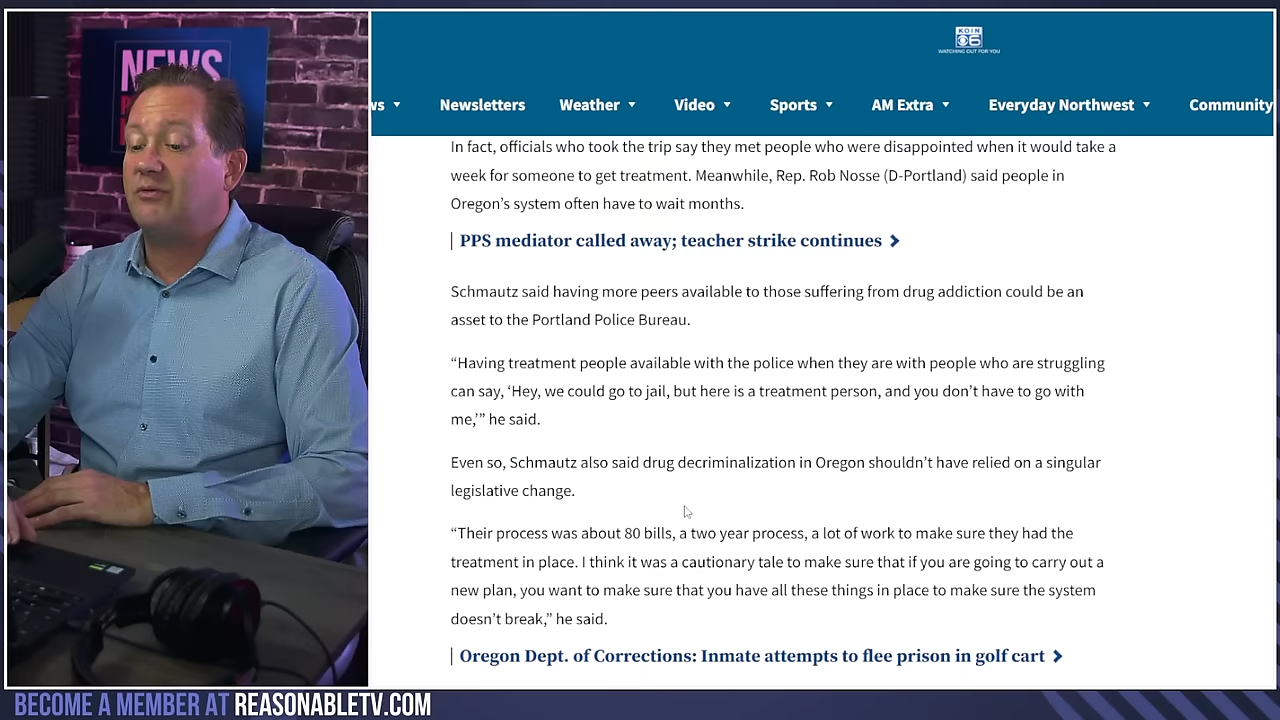 NEWS
KOIN
6
WATCHING OUT FOR YOU
ws Newsletters Weather Video Sports AM Extra Everyday Northwest Community
In fact, officials who took the trip say they met people who were disappointed when it would take a
week for someone to get treatment. Meanwhile, Rep. Rob Nosse (D-Portland) said people in
Oregon’s system often have to wait months.
PPS mediator called away; teacher strike continues
Schmautz said having more peers available to those suffering from drug addiction could be an
asset to the Portland Police Bureau.
“Having treatment people available with the police when they are with people who are struggling
can say, ‘Hey, we could go to jail, but here is a treatment person, and you don’t have to go with
me,’” he said.
Even so, Schmautz also said drug decriminalization in Oregon shouldn’t have relied on a singular
legislative change.
“Their process was about 80 bills, a two year process, a lot of work to make sure they had the
treatment in place. I think it was a cautionary tale to make sure that if you are going to carry out a
new plan, you want to make sure that you have all these things in place to make sure the system
doesn’t break,” he said.
Oregon Dept. of Corrections: Inmate attempts to flee prison in golf cart
BECOME A MEMBER AT REASONABLETV.COM